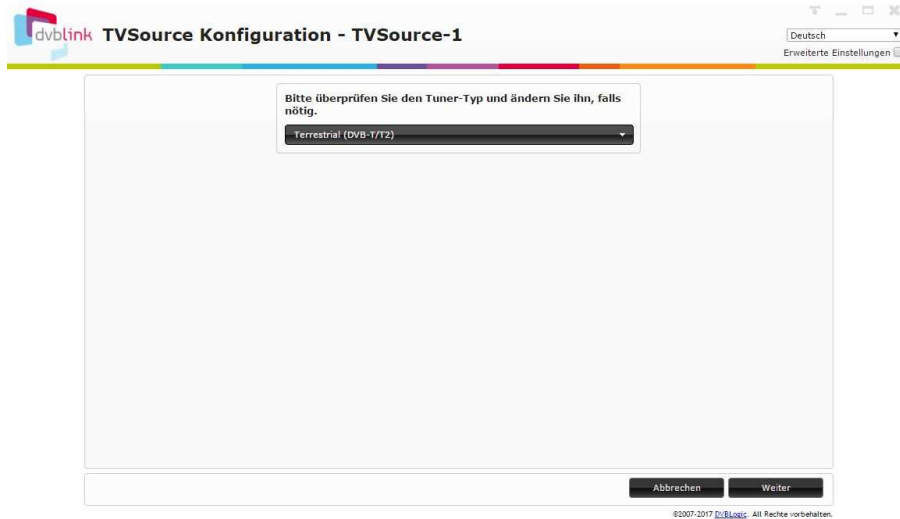 dvblink TVSource Konfiguration - TVSource-1
Deutsch
Erweiterte Einstellungen
Bitte überprüfen Sie den Tuner-Typ und ändern Sie ihn, falls
nötig.
Terrestrial (DVB-T/T2)
Abbrechen Weiter
©2007-2017 DVBLogic. All Rechte vorbehalten.